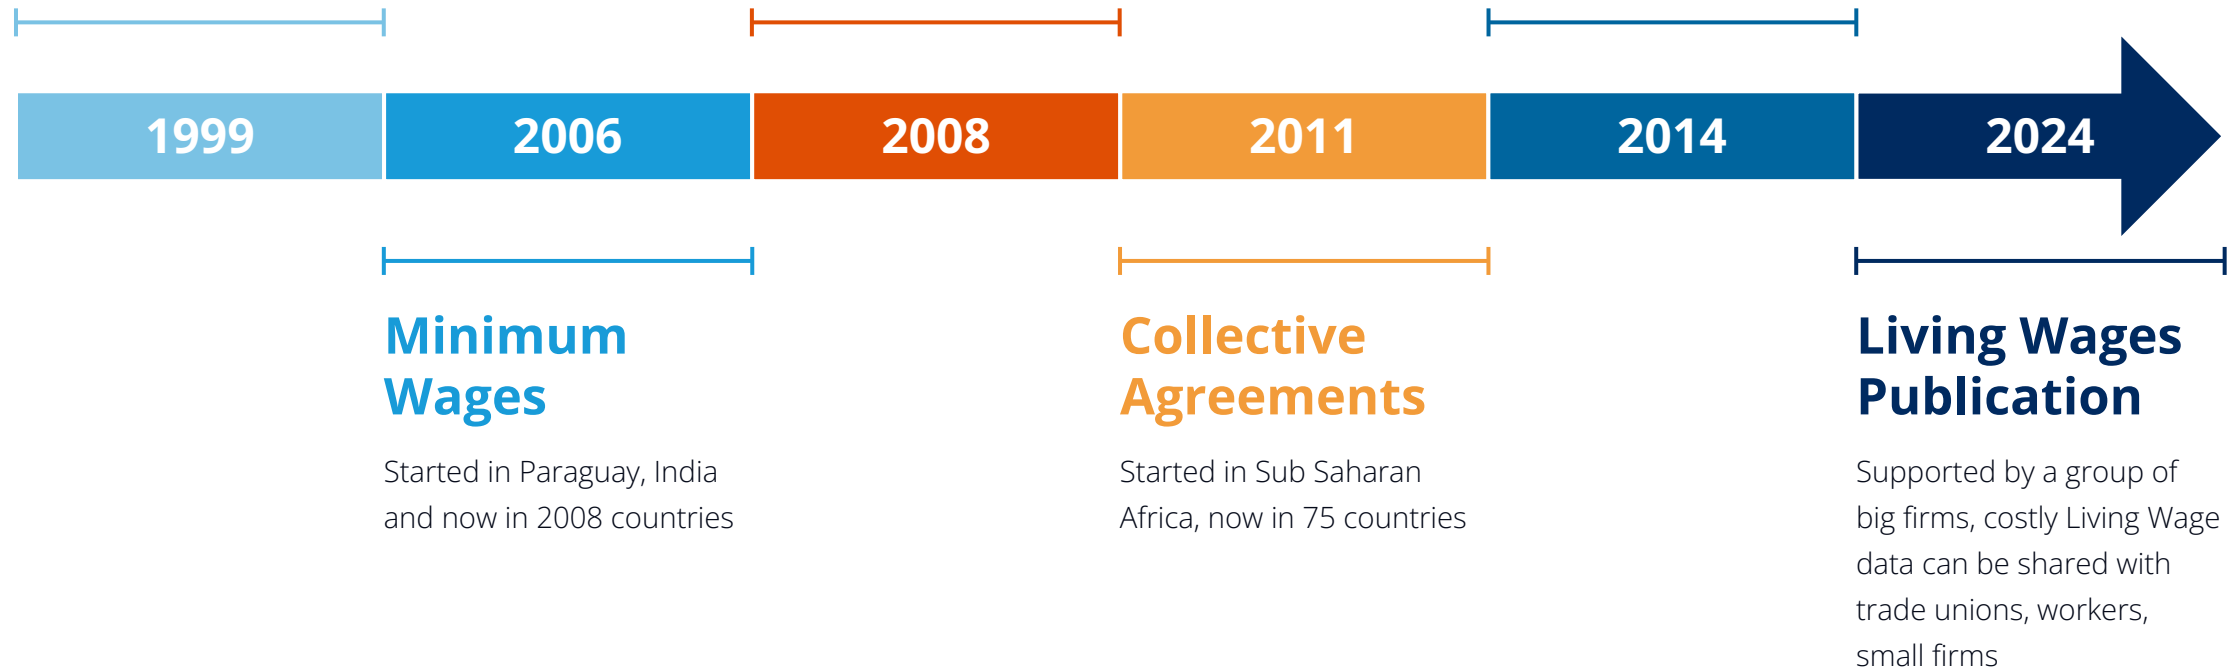 1999
2006
2008
2011
2014
2024
Minimum
Wages
Started in Paraguay, India
and now in 2008 countries
Collective
Agreements
Started in Sub Saharan
Africa, now in 75 countries
Living Wages
Publication
Supported by a group of
big firms, costly Living Wage
data can be shared with
trade unions, workers,
small firms